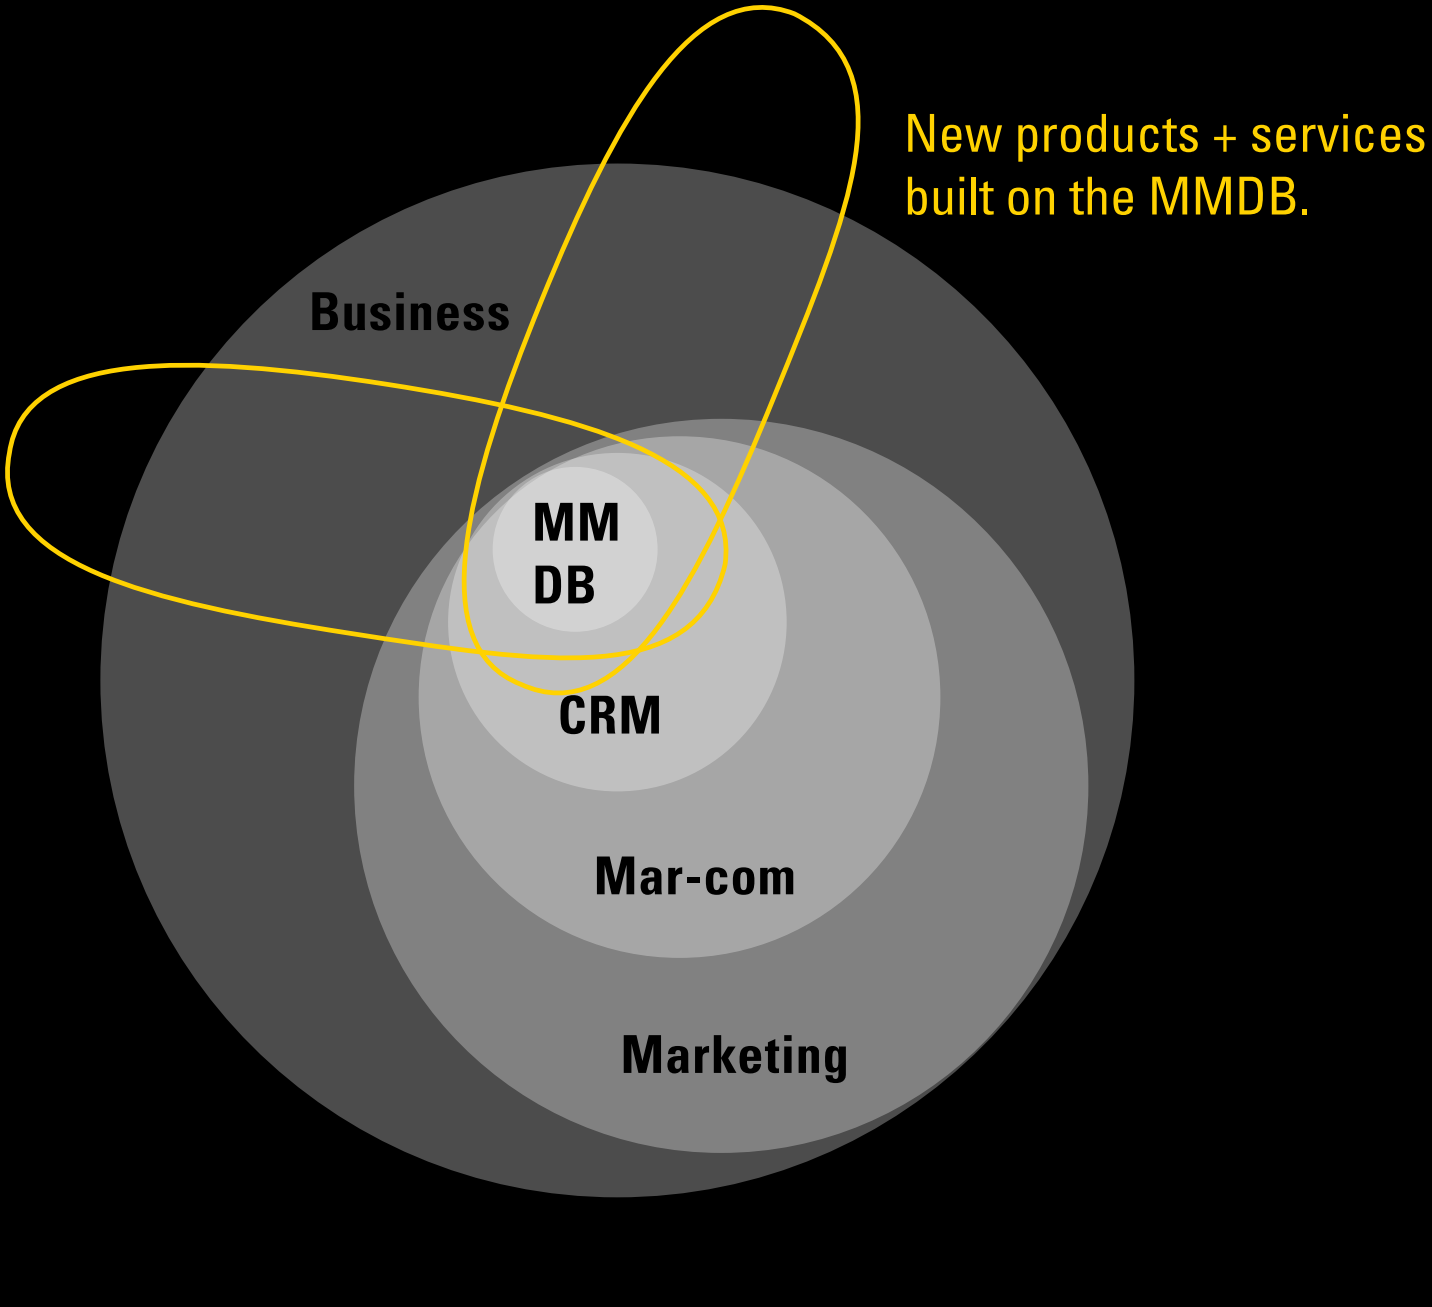 New products + services
built on the MMDB.
Business
MM
DB
CRM
Mar-com
Marketing